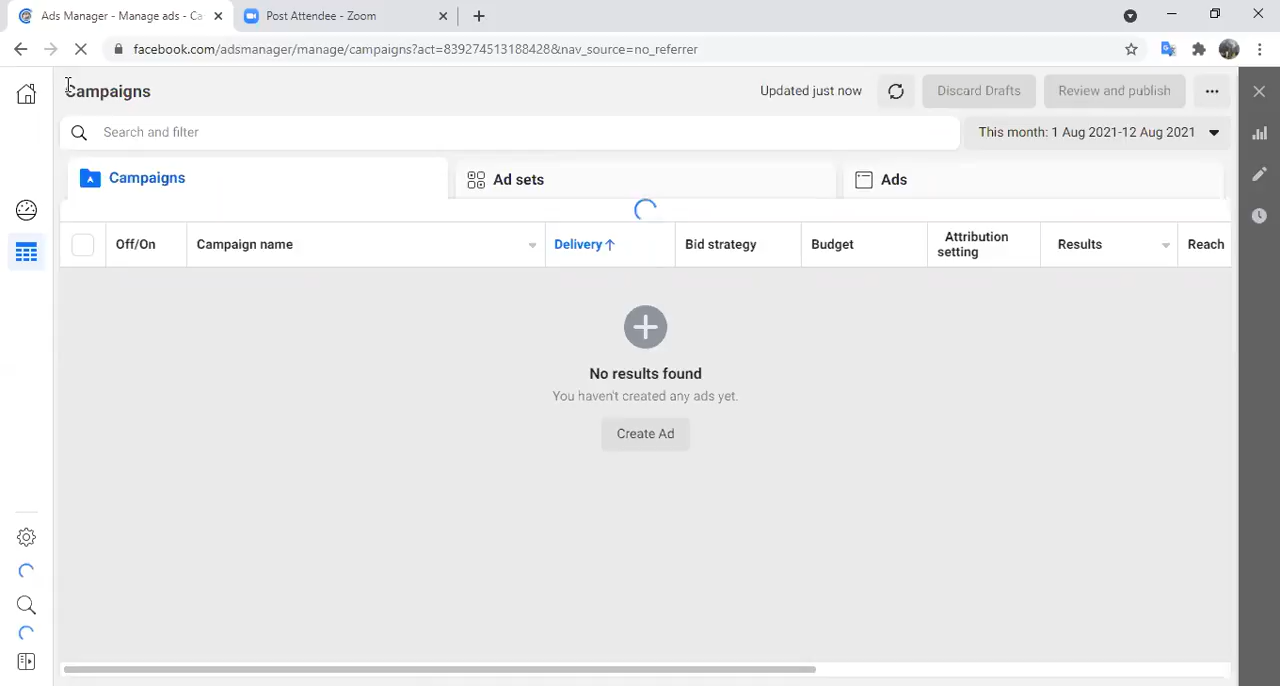 Ads Manager - Manage ads - Ca
Post Attendee - Zoom
facebook.com/adsmanager/manage/campaigns?act=839274513188428&nav_source=no_referrer
Campaigns
Updated just now
Discard Drafts
Review and publish
Search and filter
This month: 1 Aug 2021-12 Aug 2021
Campaigns
Ad sets
Ads
Off/On
Campaign name
Delivery
Bid strategy
Budget
Attribution
setting
Results
Reach
No results found
You haven't created any ads yet.
Create Ad